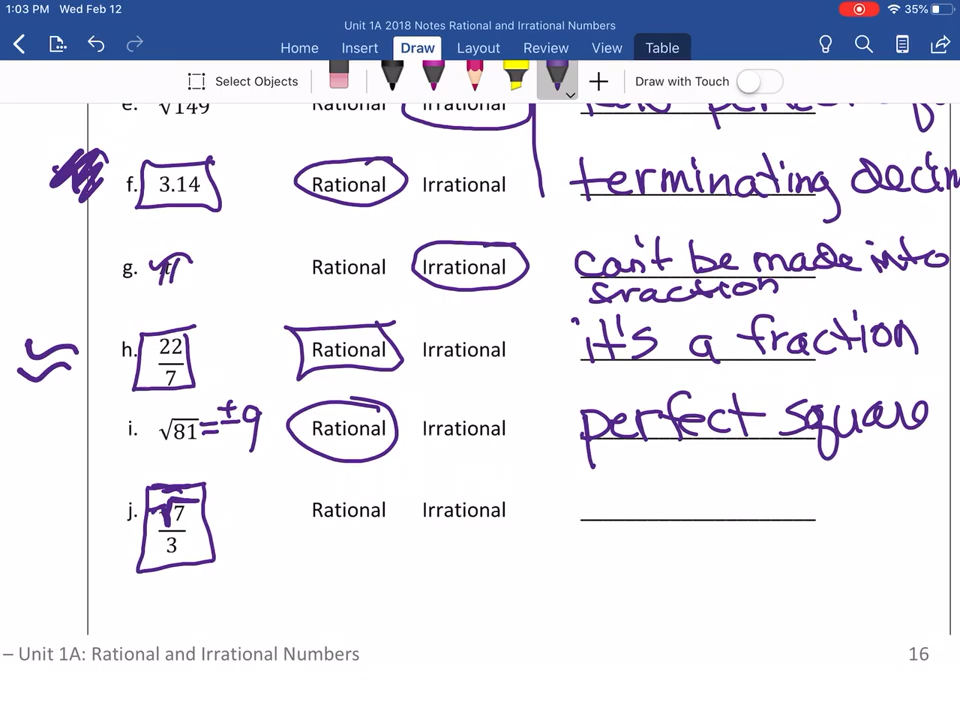 1:03 PM Wed Feb 12 35%
Unit 1A 2018 Notes Rational and Irrational Numbers
Home Insert Draw Layout Review View Table
Select Objects Draw with Touch
e. √149 Rational Irrational
f. 3.14 Rational Irrational terminating decim
g. π Rational Irrational can't be made into
fraction
h. 22/7 Rational Irrational it's a fraction
i. √81 = ±9 Rational Irrational perfect square
j. √7/3 Rational Irrational
– Unit 1A: Rational and Irrational Numbers 16